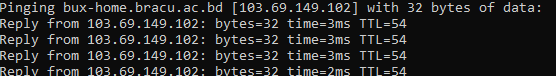 Pinging bux-home.bracu.ac.bd [103.69.149.102] with 32 bytes of data:
Reply from 103.69.149.102: bytes=32 time=3ms TTL=54
Reply from 103.69.149.102: bytes=32 time=3ms TTL=54
Reply from 103.69.149.102: bytes=32 time=3ms TTL=54
Reply from 103.69.149.102: bytes=32 time=2ms TTL=54